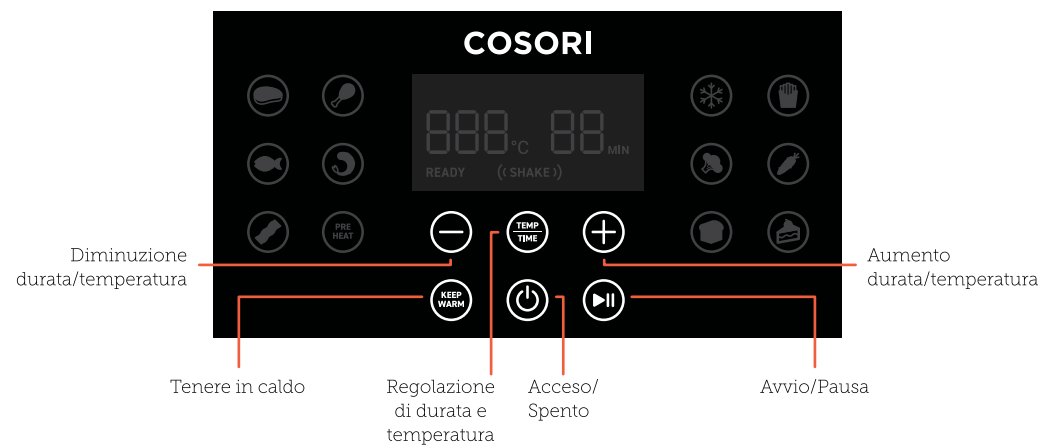 COSORI
888 °C 88 MIN
READY ((SHAKE))
PRE
HEAT
TEMP
TIME
Diminuzione
durata/temperatura
Aumento
durata/temperatura
KEEP
WARM
Tenere in caldo
Regolazione
di durata e
temperatura
Acceso/
Spento
Avvio/Pausa